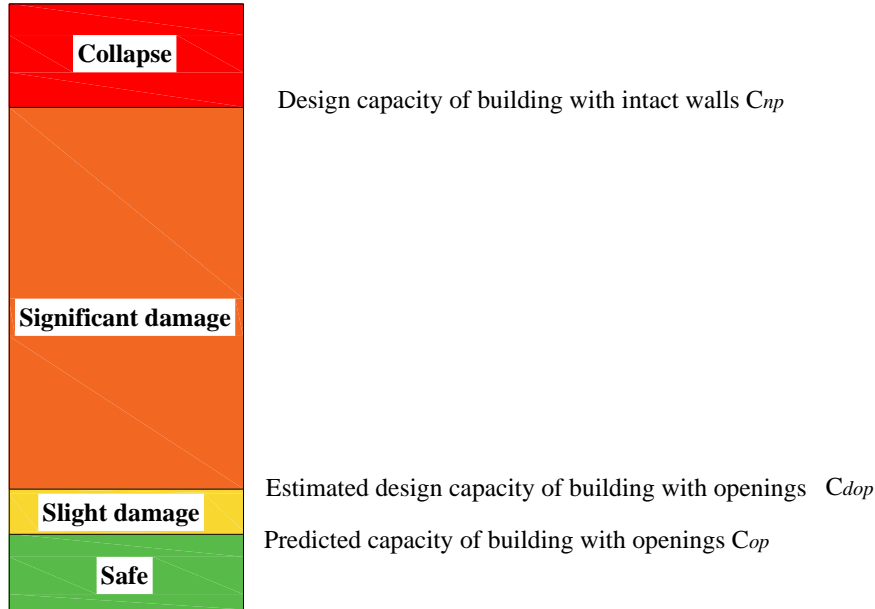 Collapse
Design capacity of building with intact walls Cnp
Significant damage
Estimated design capacity of building with openings Cdop
Slight damage
Predicted capacity of building with openings Cop
Safe